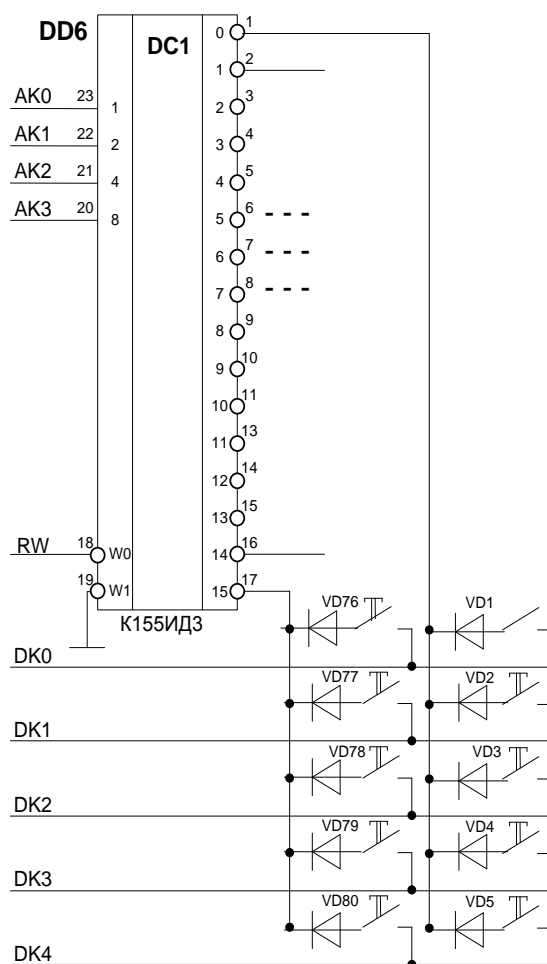 DD6
DC1
0 1
1 2
AK0 23 1
2 3
AK1 22 2
3 4
AK2 21 4
4 5
AK3 20 8
5 6 - - - -
6 7 - - - -
7 8 - - - -
8 9
9 10
10 11
11 13
12 14
13 15
RW 18 W0
14 16
19 W1
15 17
К155ИД3
VD76 VD1
DK0
VD77 VD2
DK1
VD78 VD3
DK2
VD79 VD4
DK3
VD80 VD5
DK4